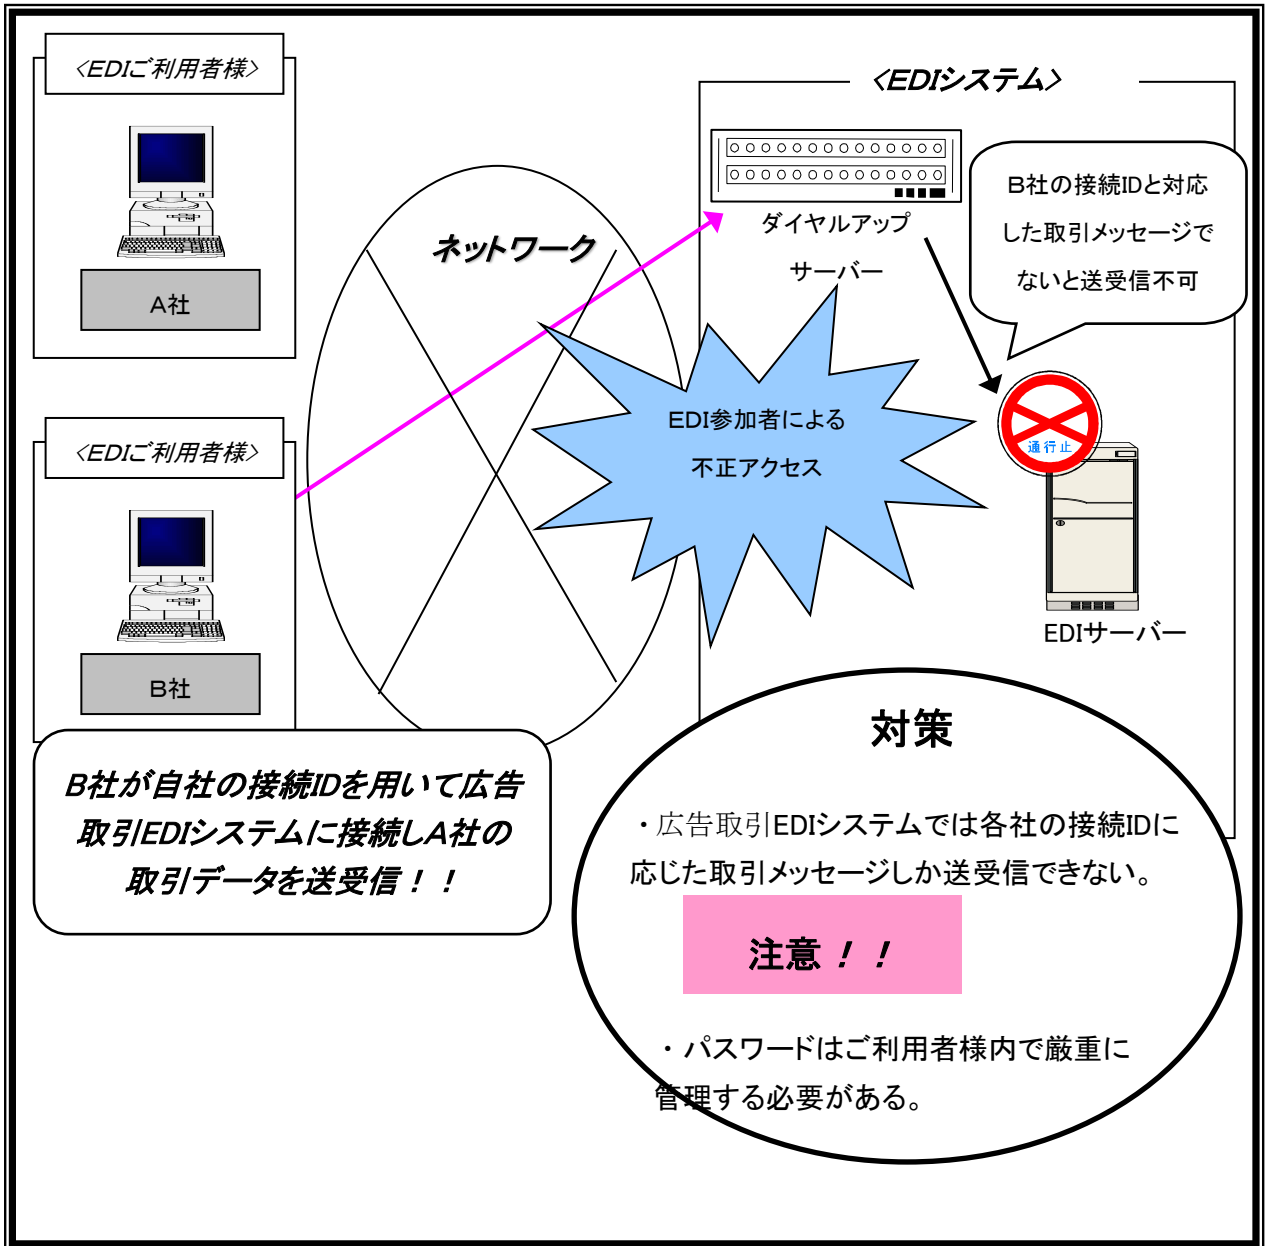 <EDIご利用者様>
A社
<EDIご利用者様>
B社
ネットワーク
<EDIシステム>
ダイヤルアップ
サーバー
B社の接続IDと対応
した取引メッセージで
ないと送受信不可
EDI参加者による
不正アクセス
通行止
EDIサーバー
B社が自社の接続IDを用いて広告
取引EDIシステムに接続しA社の
取引データを送受信！！
対策
・広告取引EDIシステムでは各社の接続IDに
応じた取引メッセージしか送受信できない。
注意！！
・パスワードはご利用者様内で厳重に
管理する必要がある。